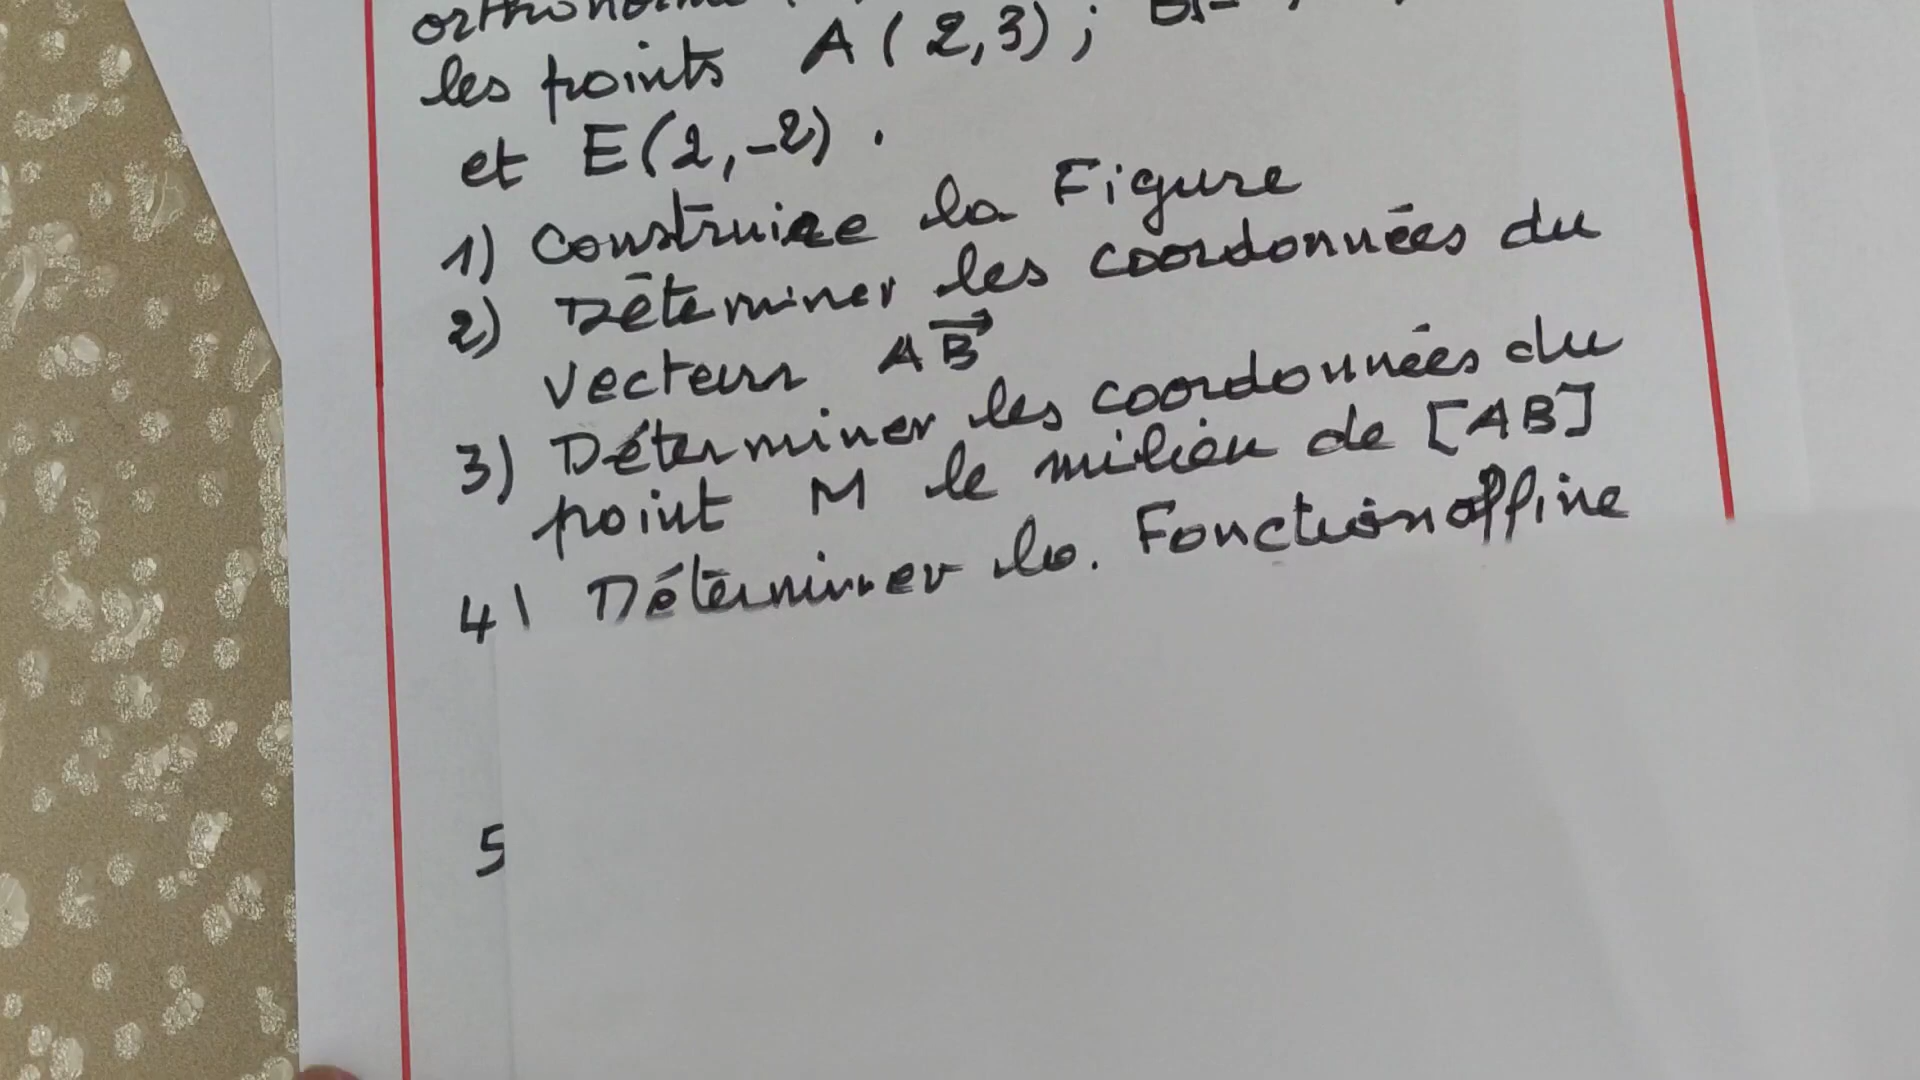 les points A ( 2,3) ;
et E(2,-2) .
1) Construire la Figure
2) Déterminer les coordonnées du
vecteur AB
3) Déterminer les coordonnées du
point M le milieu de [AB]
4) Déterminer la Fonction affine
5